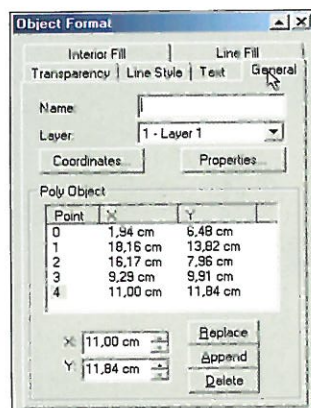 Object Format
Interior Fill Line Fill
Transparency Line Style Text General
Name:
Layer: 1 - Layer 1
Coordinates... Properties...
Poly Object
Point X Y
0 1,94 cm 6,48 cm
1 18,16 cm 13,82 cm
2 16,17 cm 7,96 cm
3 9,29 cm 9,91 cm
4 11,00 cm 11,84 cm
X: 11,00 cm Replace
Y: 11,84 cm Append
Delete